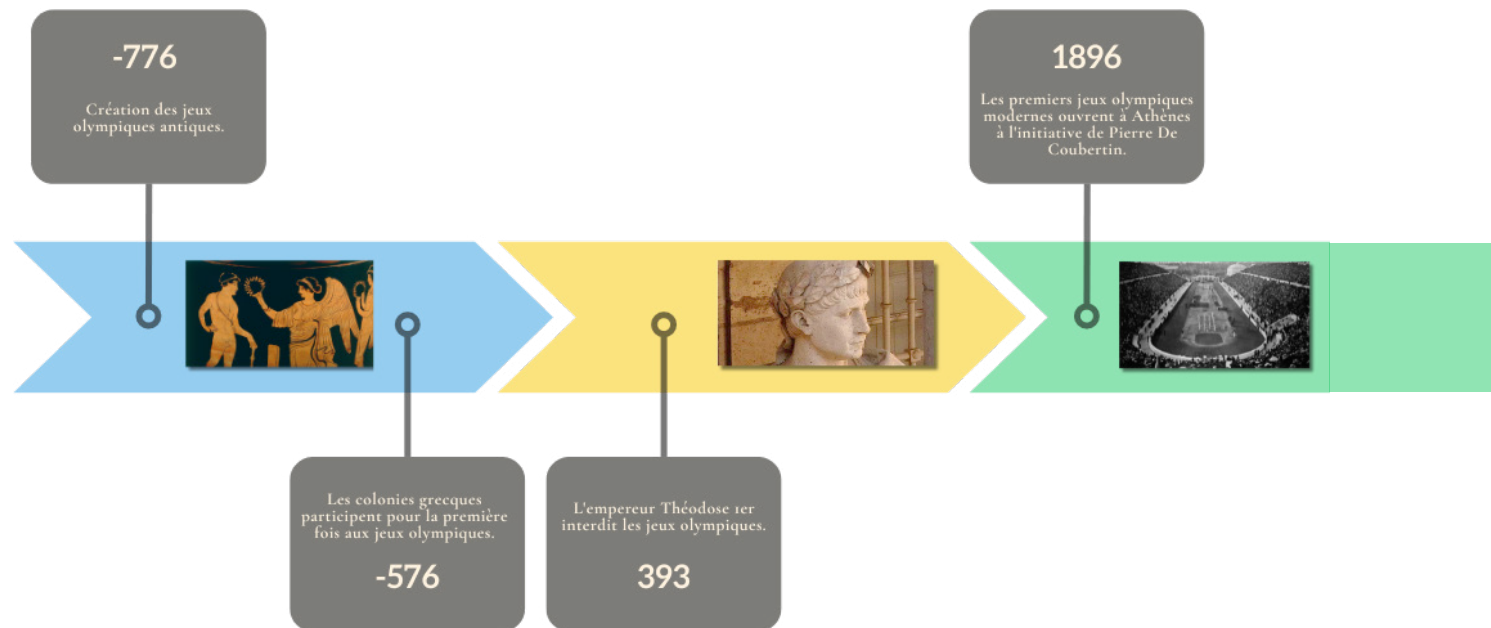 -776
Création des jeux
olympiques antiques.
Les colonies grecques
participent pour la première
fois aux jeux olympiques.
-576
L'empereur Théodose 1er
interdit les jeux olympiques.
393
1896
Les premiers jeux olympiques
modernes ouvrent à Athènes
à l'initiative de Pierre De
Coubertin.